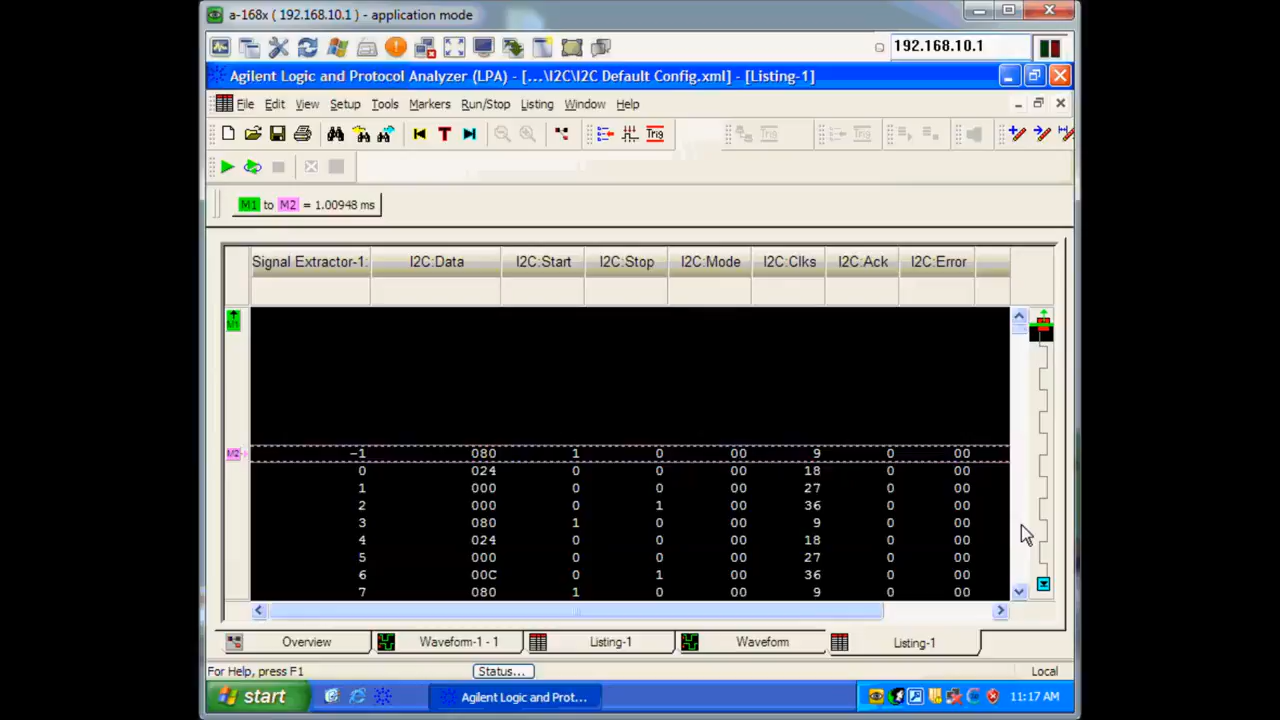 a-168x ( 192.168.10.1 ) - application mode
192.168.10.1
Agilent Logic and Protocol Analyzer (LPA) - [...\I2C\I2C Default Config.xml] - [Listing-1]
File Edit View Setup Tools Markers Run/Stop Listing Window Help
T Trig Trig
M1 to M2 = 1.00948 ms
Signal Extractor-1: I2C:Data I2C:Start I2C:Stop I2C:Mode I2C:Clks I2C:Ack I2C:Error
M1
M2 -1 080 1 0 00 9 0 00
0 024 0 0 00 18 0 00
1 000 0 0 00 27 0 00
2 000 0 1 00 36 0 00
3 080 1 0 00 9 0 00
4 024 0 0 00 18 0 00
5 000 0 0 00 27 0 00
6 00C 0 1 00 36 0 00
7 080 1 0 00 9 0 00
Overview Waveform-1 - 1 Listing-1 Waveform Listing-1
For Help, press F1 Status... Local
start Agilent Logic and Prot... 11:17 AM